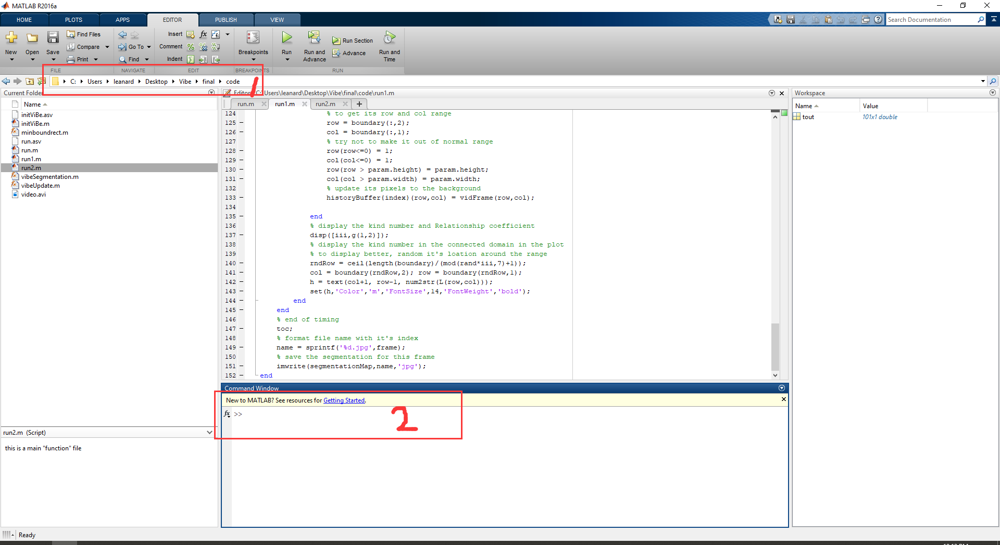 MATLAB R2016a
HOME PLOTS APPS EDITOR PUBLISH VIEW
Search Documentation
New Open Save Find Files Compare Print
Go To Find
Insert Comment Indent
fx
Breakpoints
Run Run and Advance Run Section Advance Run and Time
FILE NAVIGATE EDIT BREAKPOINTS RUN
C: Users leanard Desktop Vibe final code
1
Current Folder
Name
initViBe.asv
initViBe.m
minboundrect.m
run.asv
run.m
run1.m
run2.m
vibeSegmentation.m
vibeUpdate.m
video.avi
run2.m (Script)
this is a main "function" file
Editor - C:\Users\leanard\Desktop\Vibe\final\code\run1.m
run.m run1.m run2.m
124 % to get its row and col range
125 row = boundary(:,2);
126 col = boundary(:,1);
127 % try not to make it out of normal range
128 row(row<=0) = 1;
129 col(col<=0) = 1;
130 row(row > param.height) = param.height;
131 col(col > param.width) = param.width;
132 % update its pixels to the background
133 historyBuffer{index}(row,col) = vidFrame(row,col);
134
135 end
136 % display the kind number and Relationship coefficient
137 disp([iii,g(1,2)]);
138 % display the kind number in the connected domain in the plot
139 % to display better, random it's loation around the range
140 rndRow = ceil(length(boundary)/(mod(rand*iii,7)+1));
141 col = boundary(rndRow,2); row = boundary(rndRow,1);
142 h = text(col+1, row-1, num2str(L(row,col)));
143 set(h,'Color','m','FontSize',14,'FontWeight','bold');
144 end
145 end
146 % end of timing
147 toc;
148 % format file name with it's index
149 name = sprintf('%d.jpg',frame);
150 % save the segmentation for this frame
151 imwrite(segmentationMap,name,'jpg');
152 end
Command Window
New to MATLAB? See resources for Getting Started.
fx >>
2
Workspace
Name Value
tout 101x1 double
Ready